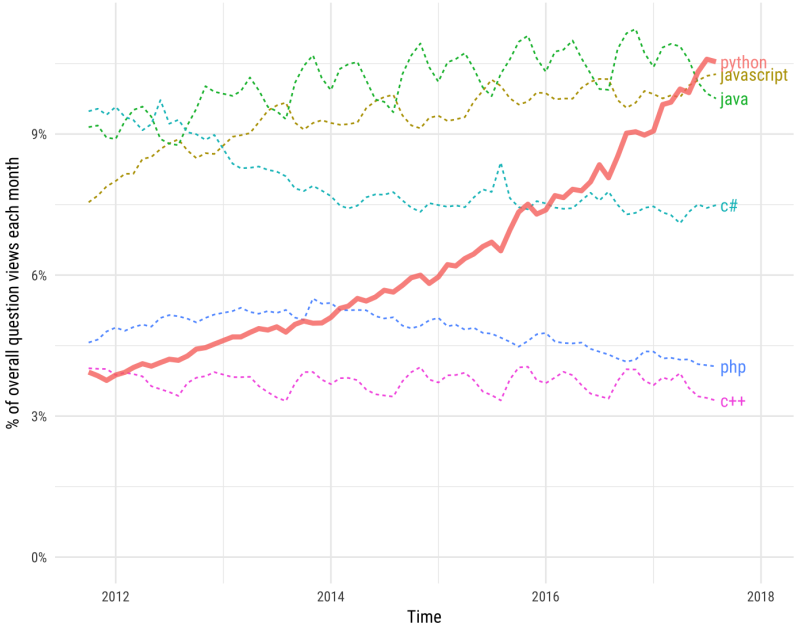 % of overall question views each month
9%
6%
3%
0%
python
javascript
java
c#
php
c++
2012
2014
2016
2018
Time